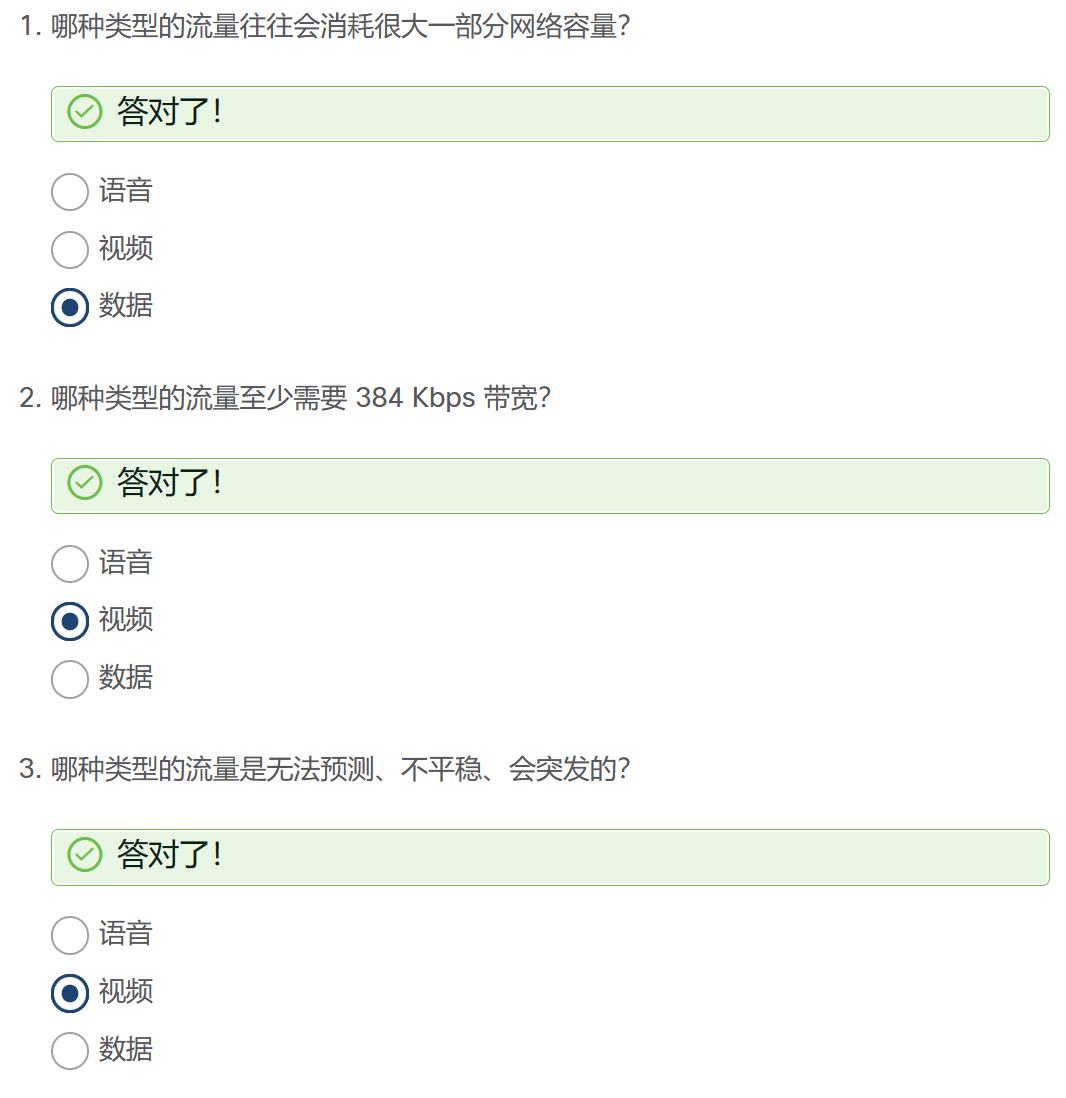 1. 哪种类型的流量往往会消耗很大一部分网络容量？
答对了！
语音
视频
数据
2. 哪种类型的流量至少需要 384 Kbps 带宽？
答对了！
语音
视频
数据
3. 哪种类型的流量是无法预测、不平稳、会突发的？
答对了！
语音
视频
数据